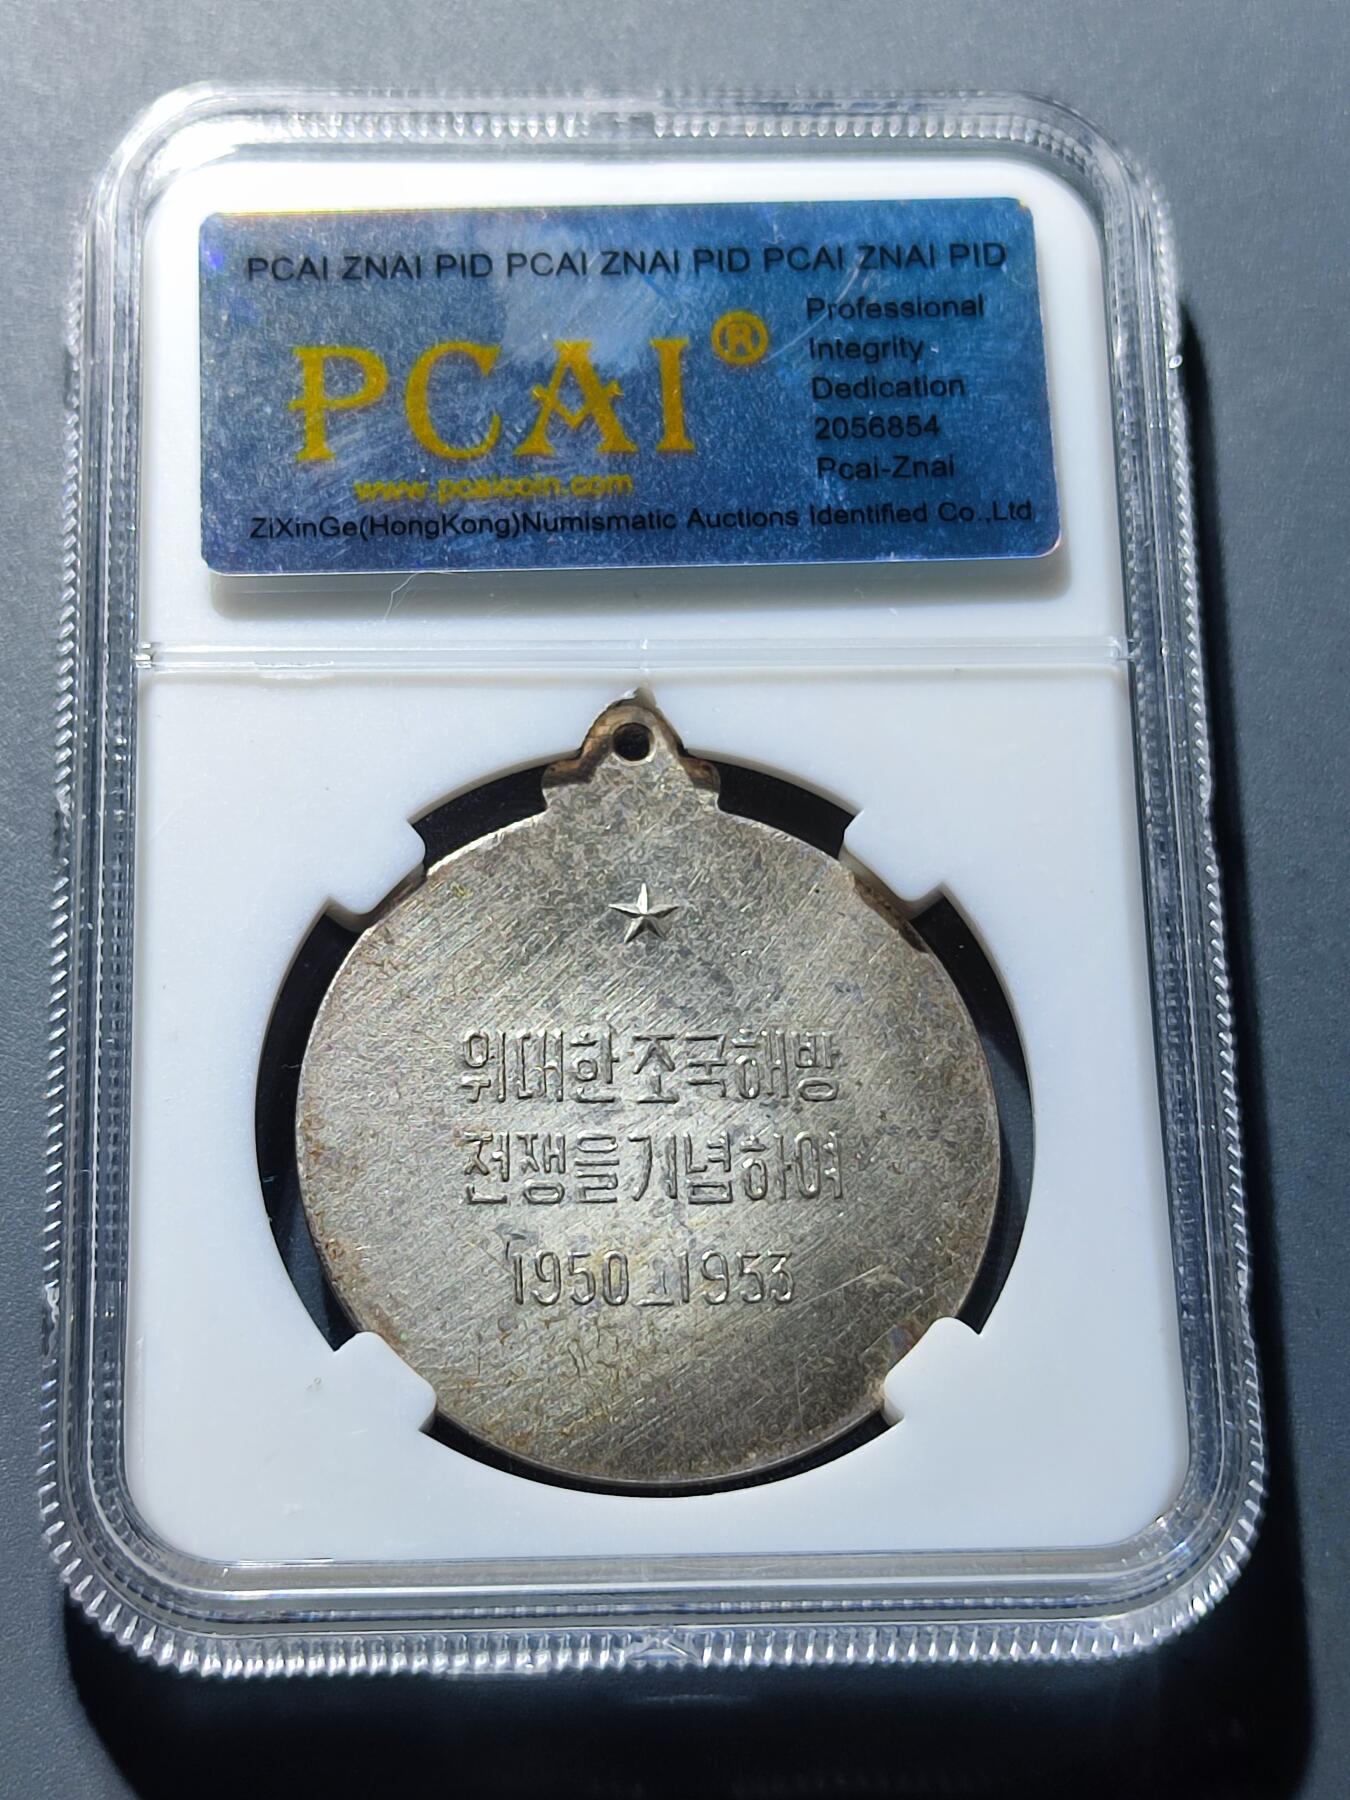 PCAI ZNAI PID PCAI ZNAI PID PCAI ZNAI PID
PCAI®
Professional
Integrity
Dedication
2056854
Pcai-Znai
www.pcaicoin.com
ZiXinGe(HongKong)Numismatic Auctions Identified Co.,Ltd
위대한 조국해방
전쟁을 기념하여
1950_1953